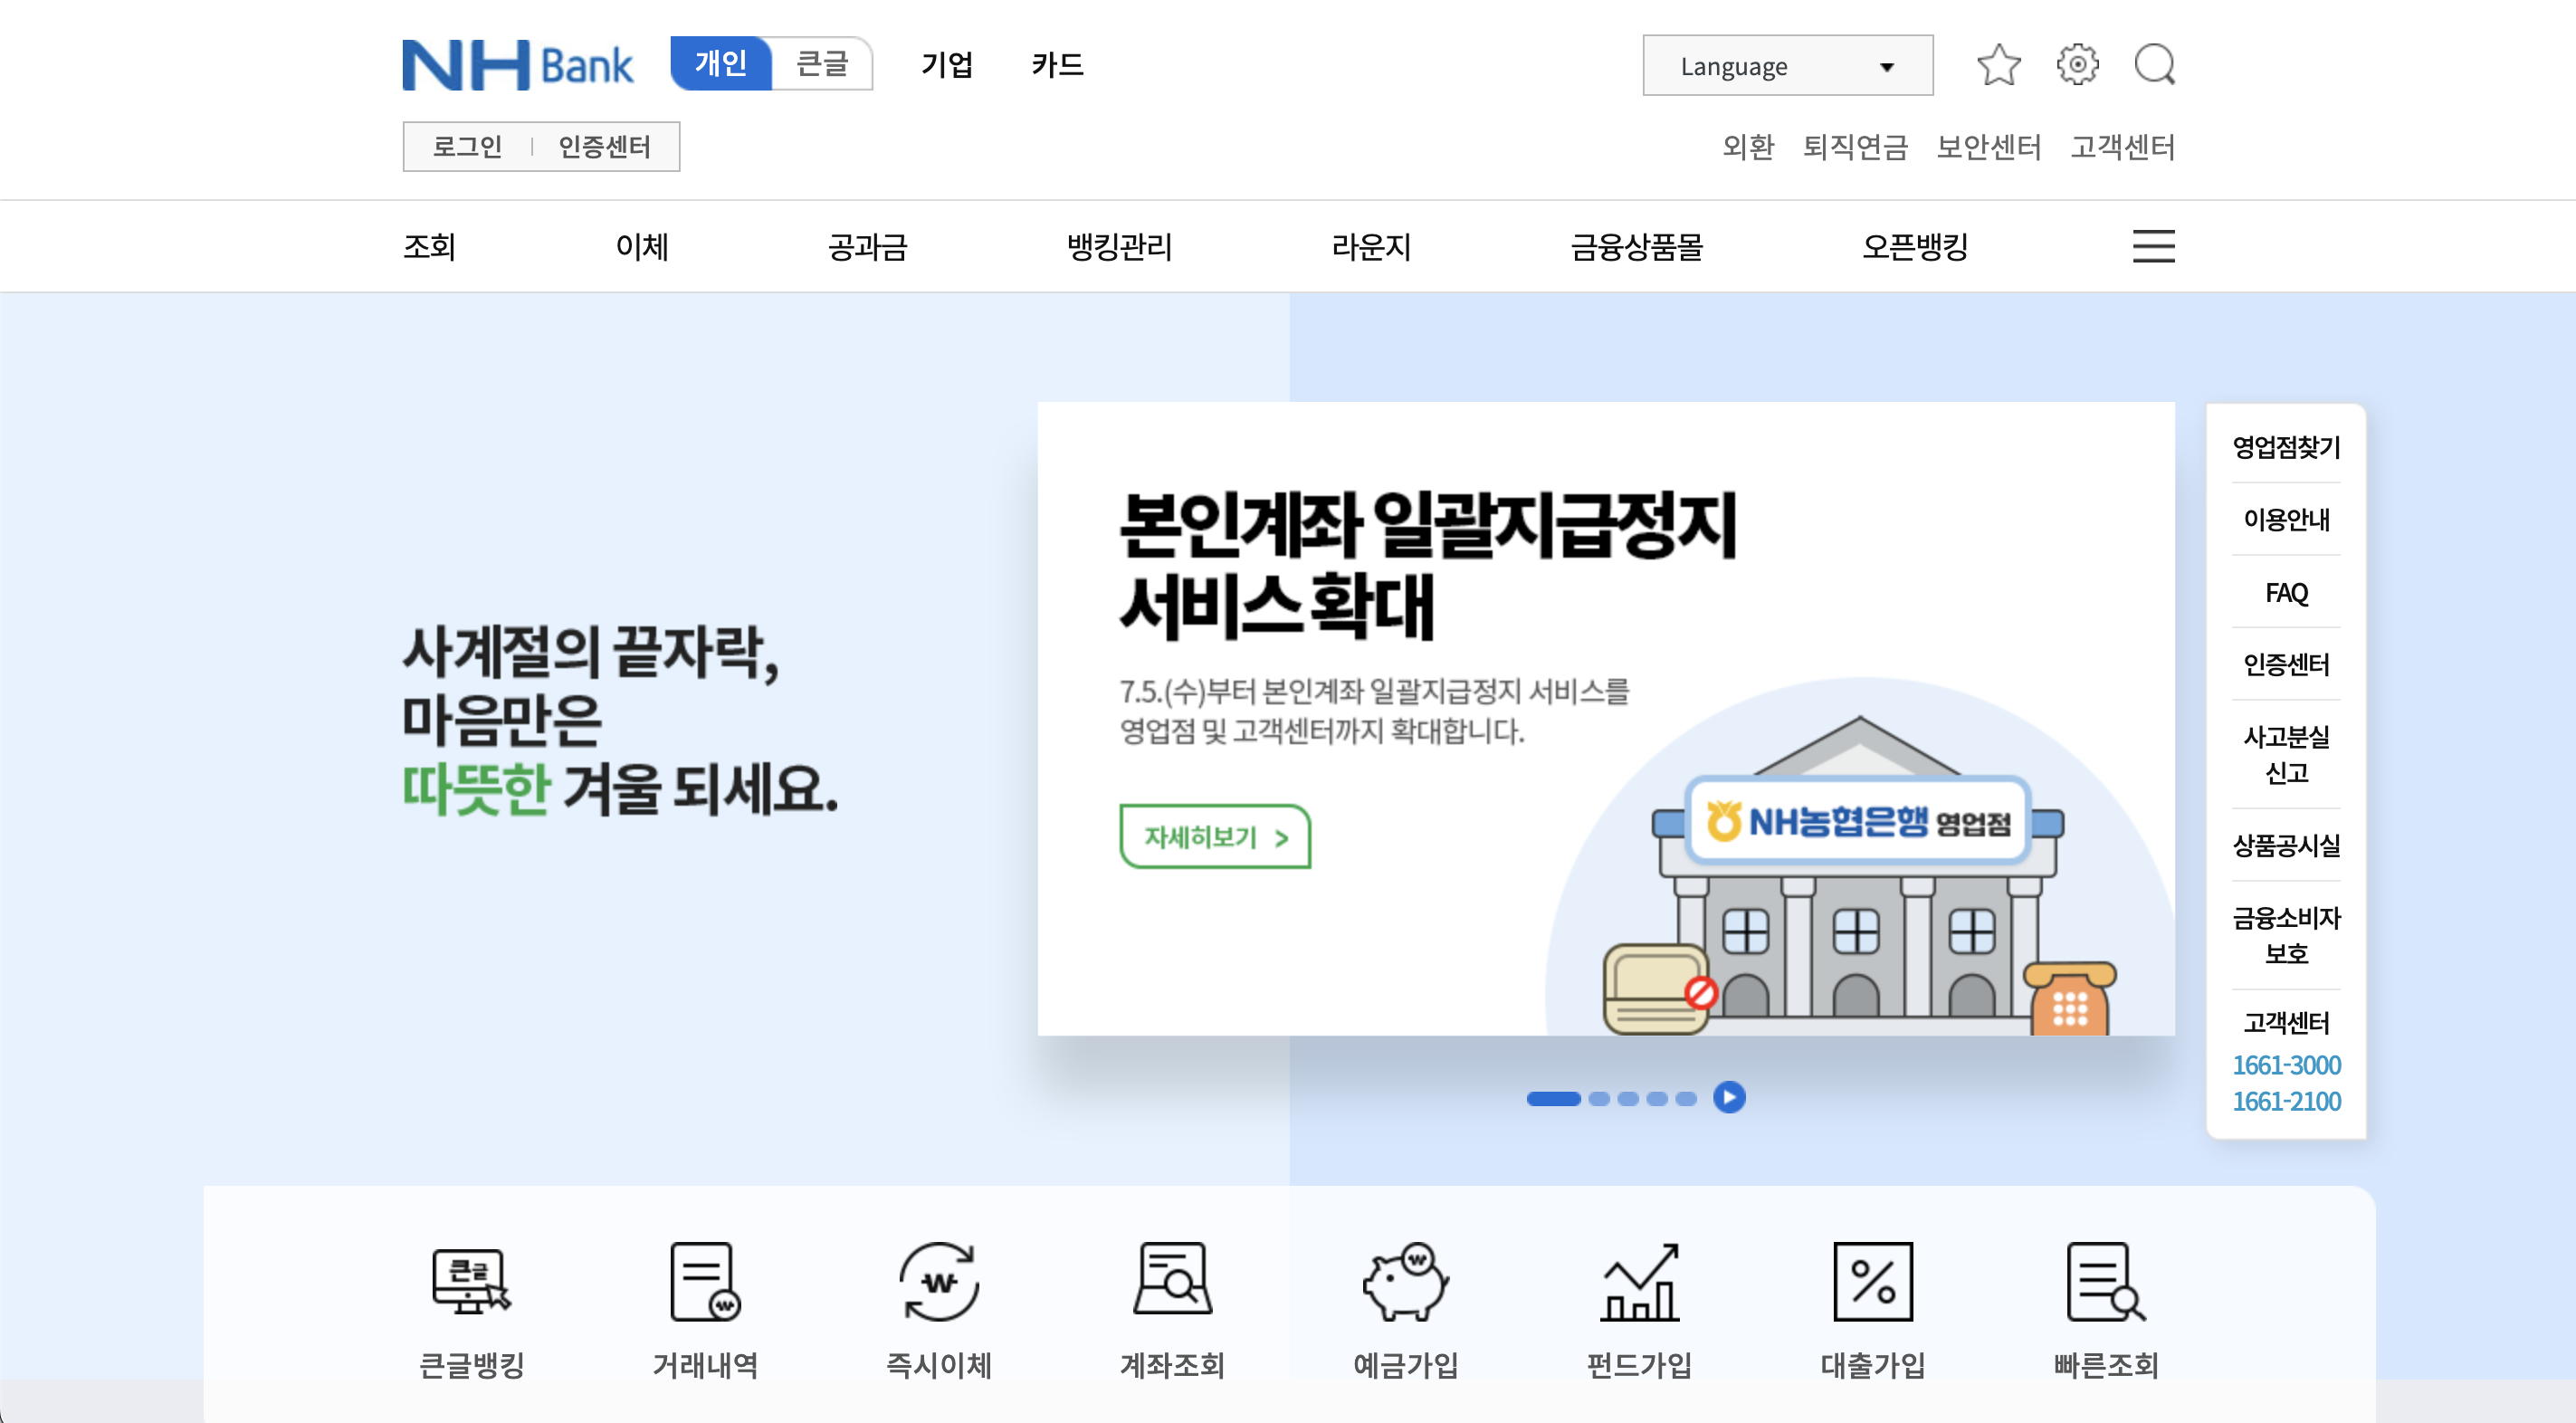 NH Bank
개인
큰글
기업
카드
Language
로그인
인증센터
외환
퇴직연금
보안센터
고객센터
조회
이체
공과금
뱅킹관리
라운지
금융상품몰
오픈뱅킹
사계절의 끝자락,
마음만은
따뜻한 겨울 되세요.
본인계좌 일괄지급정지
서비스 확대
7.5.(수)부터 본인계좌 일괄지급정지 서비스를
영업점 및 고객센터까지 확대합니다.
자세히보기 >
NH농협은행 영업점
영업점찾기
이용안내
FAQ
인증센터
사고분실
신고
상품공시실
금융소비자
보호
고객센터
1661-3000
1661-2100
큰글
큰글뱅킹
거래내역
즉시이체
계좌조회
예금가입
펀드가입
대출가입
빠른조회